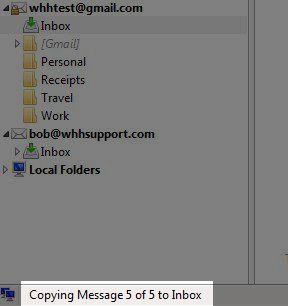 whhtest@gmail.com
Inbox
[Gmail]
Personal
Receipts
Travel
Work
bob@whhsupport.com
Inbox
Local Folders
Copying Message 5 of 5 to Inbox